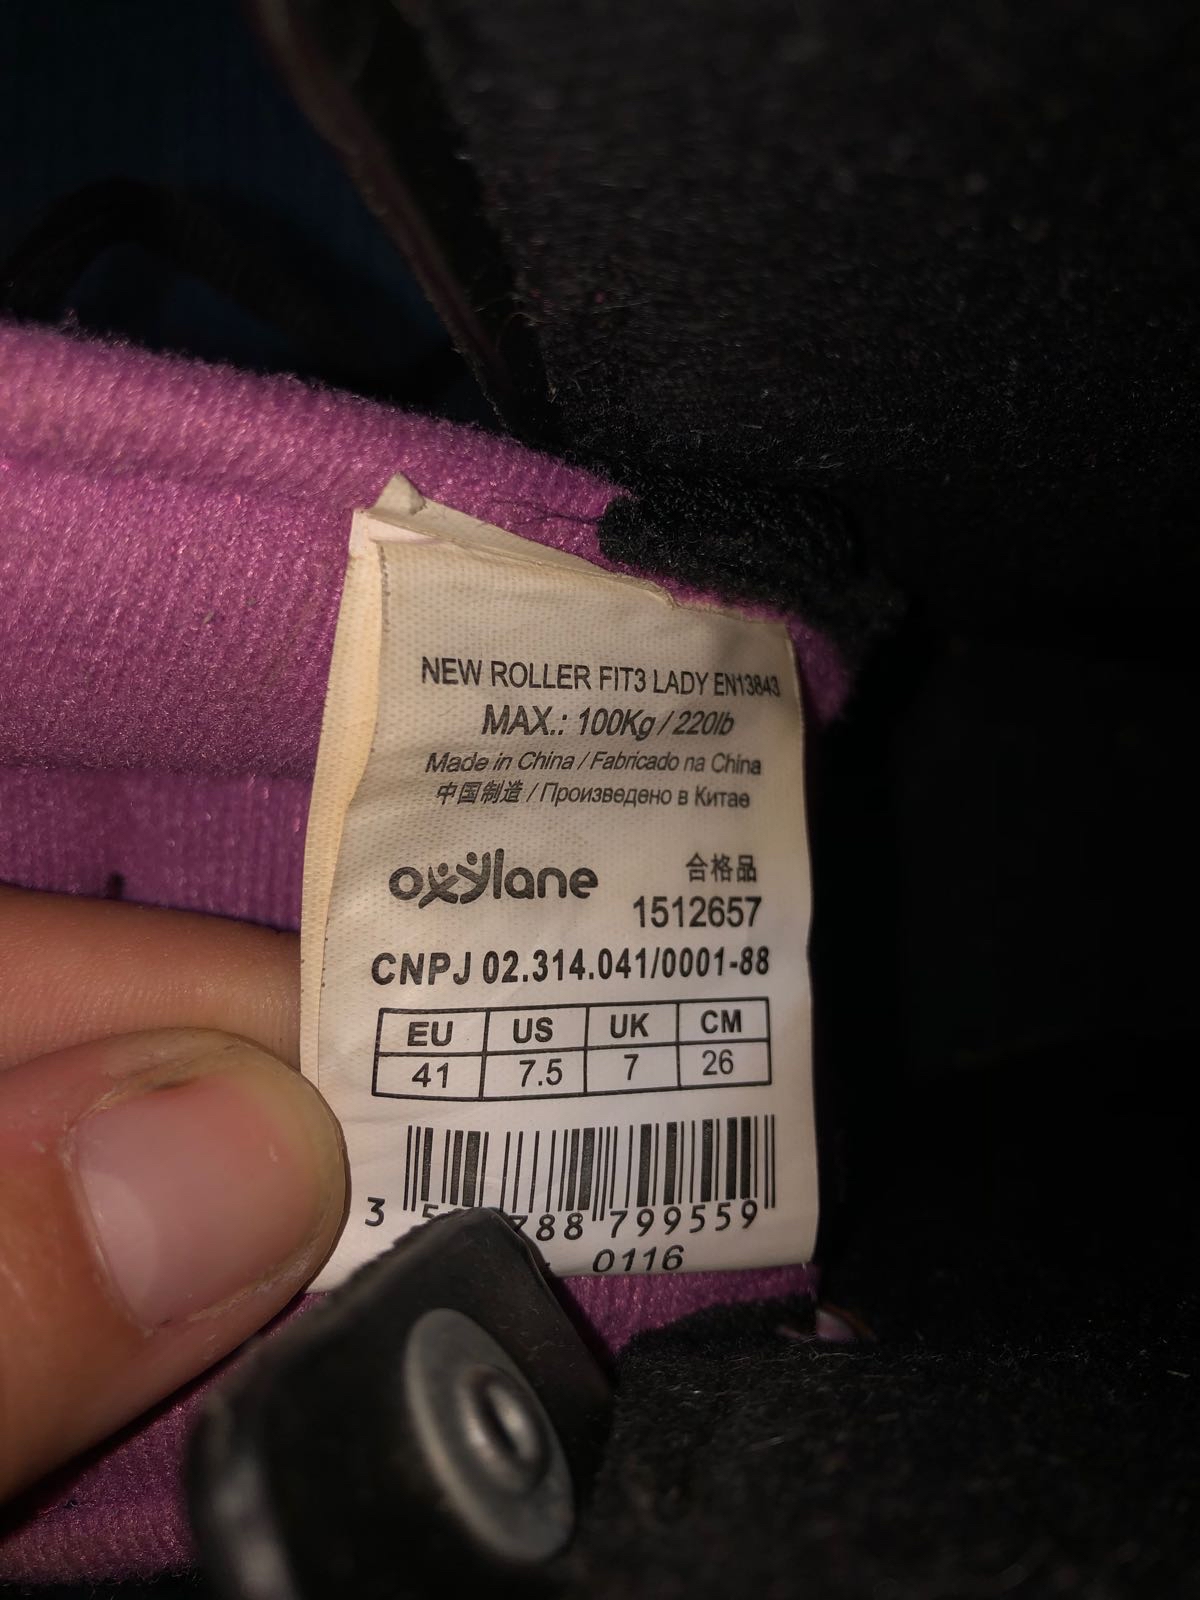 NEW ROLLER FIT3 LADY EN13843
MAX.: 100Kg / 220lb
Made in China / Fabricado na China
中国制造 / Произведено в Китае
oxylane
合格品
1512657
CNPJ 02.314.041/0001-88
EU US UK CM
41 7.5 7 26
3 788 799559
0116